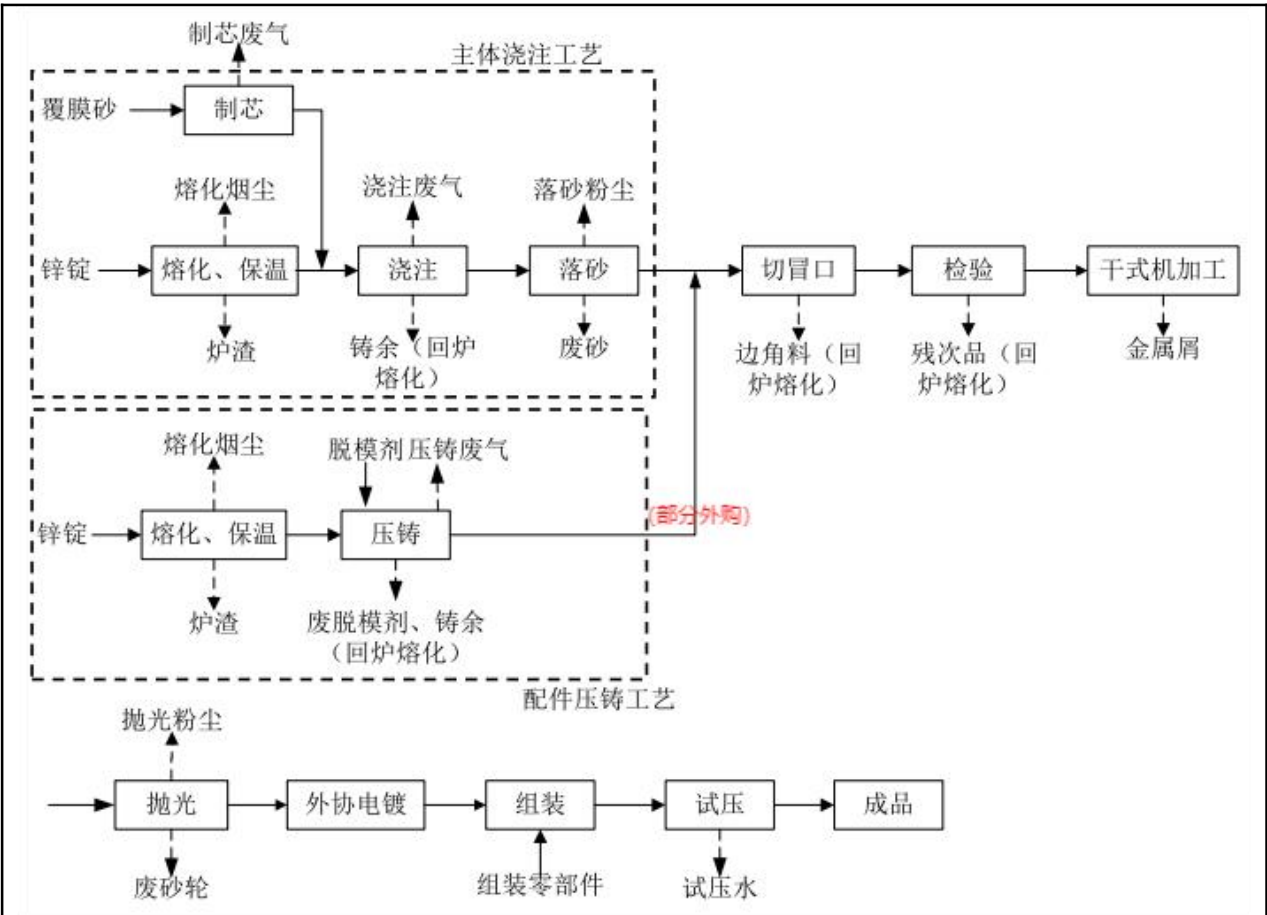 制芯废气
主体浇注工艺
覆膜砂
制芯
熔化烟尘
浇注废气
落砂粉尘
锌锭
熔化、保温
浇注
落砂
切冒口
检验
干式机加工
炉渣
铸余（回炉
熔化）
废砂
边角料（回
炉熔化）
残次品（回
炉熔化）
金属屑
熔化烟尘
脱模剂
压铸废气
(部分外购)
锌锭
熔化、保温
压铸
炉渣
废脱模剂、铸余
（回炉熔化）
配件压铸工艺
抛光粉尘
抛光
外协电镀
组装
试压
成品
废砂轮
组装零部件
试压水